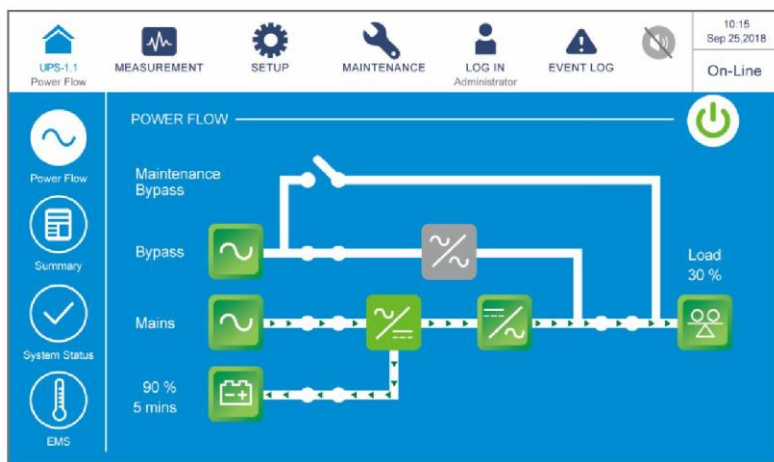 UPS-1.1
Power Flow
MEASUREMENT
SETUP
MAINTENANCE
LOG IN
Administrator
EVENT LOG
10:15
Sep 25,2018
On-Line
POWER FLOW
Power Flow
Summary
System Status
EMS
Maintenance
Bypass
Bypass
Load
30 %
Mains
90 %
5 mins